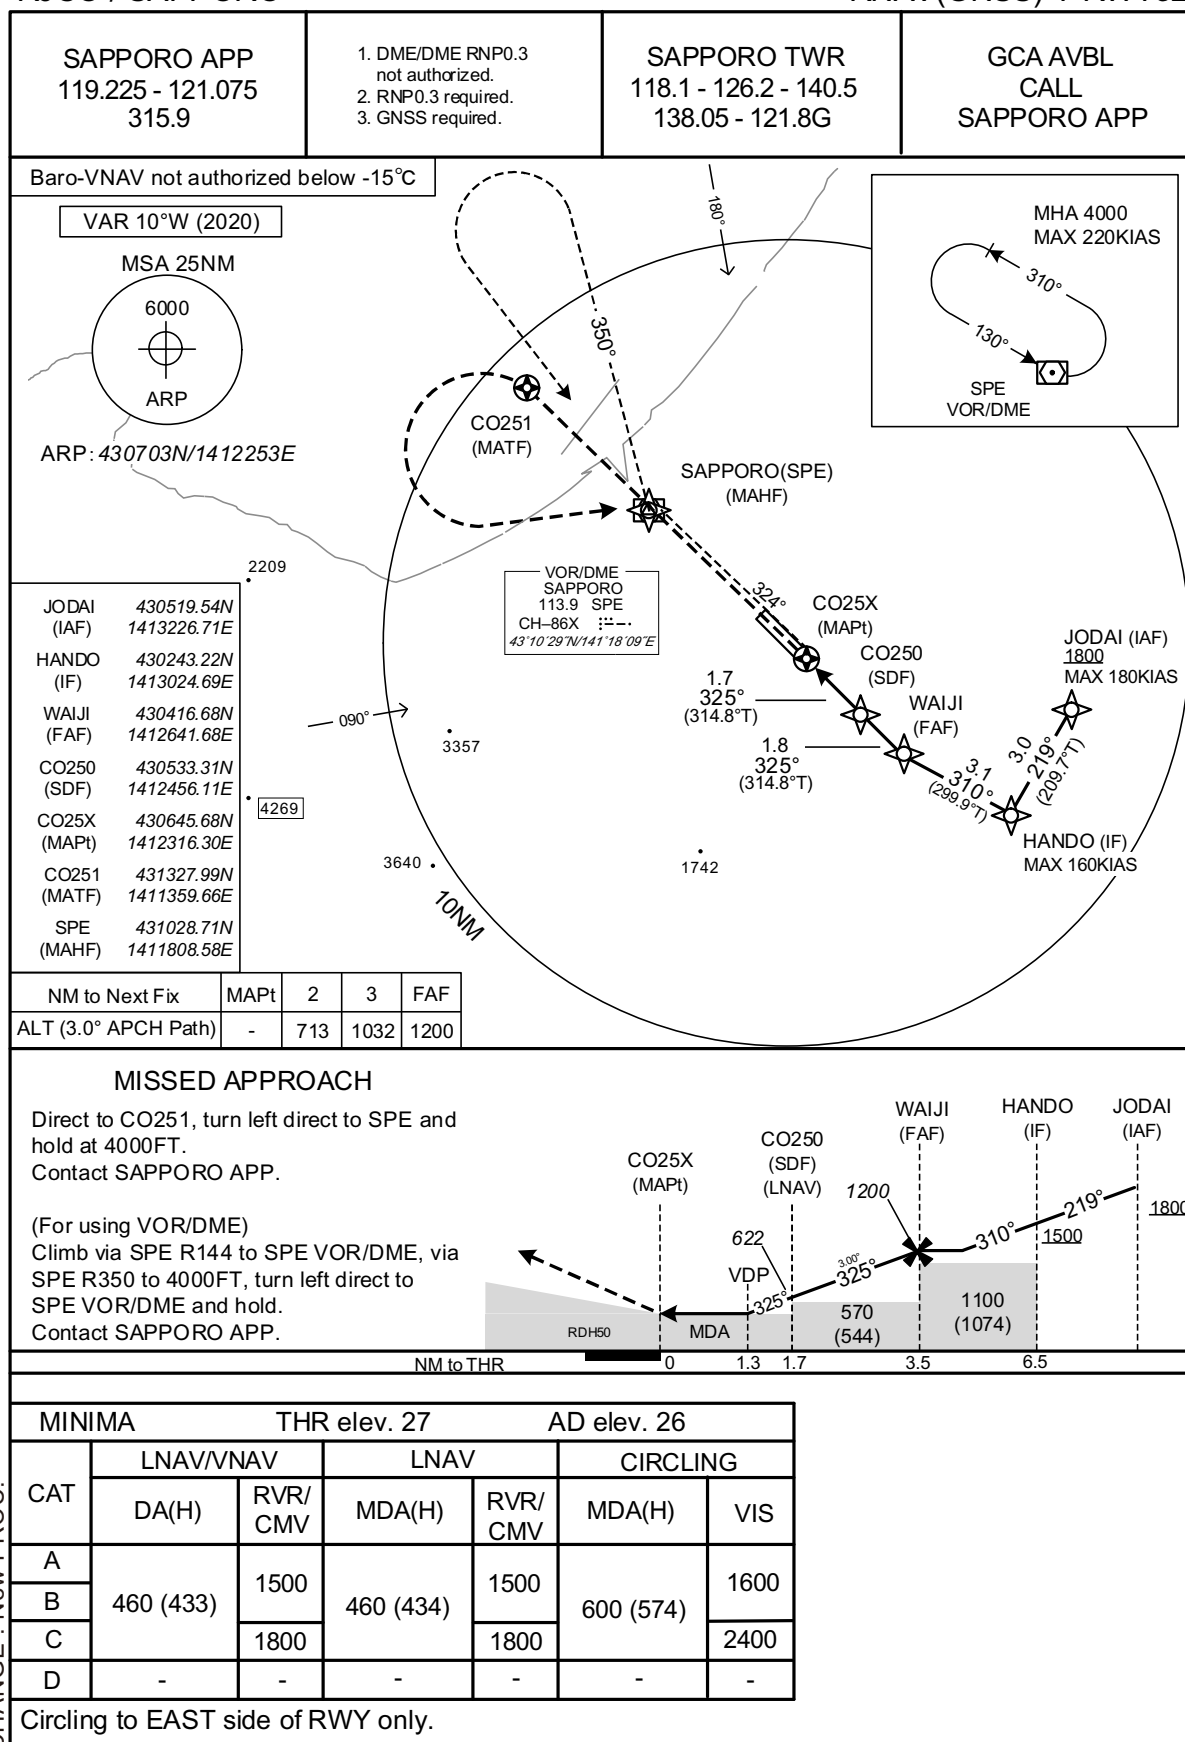 SAPPORO APP
119.225 - 121.075
315.9
1. DME/DME RNP0.3
not authorized.
2. RNP0.3 required.
3. GNSS required.
SAPPORO TWR
118.1 - 126.2 - 140.5
138.05 - 121.8G
GCA AVBL
CALL
SAPPORO APP
Baro-VNAV not authorized below -15°C
VAR 10°W (2020)
MSA 25NM
6000
ARP
ARP: 430703N/1412253E
180°
MHA 4000
MAX 220KIAS
310°
130°
SPE
VOR/DME
350°
CO251
(MATF)
SAPPORO(SPE)
(MAHF)
2209
VOR/DME
SAPPORO
113.9 SPE
CH–86X
43°10'29"N/141°18'09"E
324°
CO25X
(MAPt)
CO250
(SDF)
WAIJI
(FAF)
JODAI (IAF)
1800
MAX 180KIAS
1.7
325°
(314.8°T)
1.8
325°
(314.8°T)
3.1
310°
(299.9°T)
3.0
219°
(209.7°T)
HANDO (IF)
MAX 160KIAS
090°
3357
4269
3640
1742
10NM
JODAI 430519.54N
(IAF) 1413226.71E
HANDO 430243.22N
(IF) 1413024.69E
WAIJI 430416.68N
(FAF) 1412641.68E
CO250 430533.31N
(SDF) 1412456.11E
CO25X 430645.68N
(MAPt) 1412316.30E
CO251 431327.99N
(MATF) 1411359.66E
SPE 431028.71N
(MAHF) 1411808.58E
NM to Next Fix MAPt 2 3 FAF
ALT (3.0° APCH Path) - 713 1032 1200
MISSED APPROACH
Direct to CO251, turn left direct to SPE and
hold at 4000FT.
Contact SAPPORO APP.
(For using VOR/DME)
Climb via SPE R144 to SPE VOR/DME, via
SPE R350 to 4000FT, turn left direct to
SPE VOR/DME and hold.
Contact SAPPORO APP.
WAIJI
(FAF)
HANDO
(IF)
JODAI
(IAF)
CO250
(SDF)
(LNAV)
CO25X
(MAPt)
1200
622
VDP
325°
3.00°
325°
310°
219°
1800
1500
570
(544)
1100
(1074)
RDH50
MDA
NM to THR 0 1.3 1.7 3.5 6.5
MINIMA THR elev. 27 AD elev. 26
CAT LNAV/VNAV LNAV CIRCLING
DA(H) RVR/CMV MDA(H) RVR/CMV MDA(H) VIS
A
B
460 (433) 1500 460 (434) 1500 600 (574) 1600
C 1800 1800 2400
D - - - - - -
Circling to EAST side of RWY only.